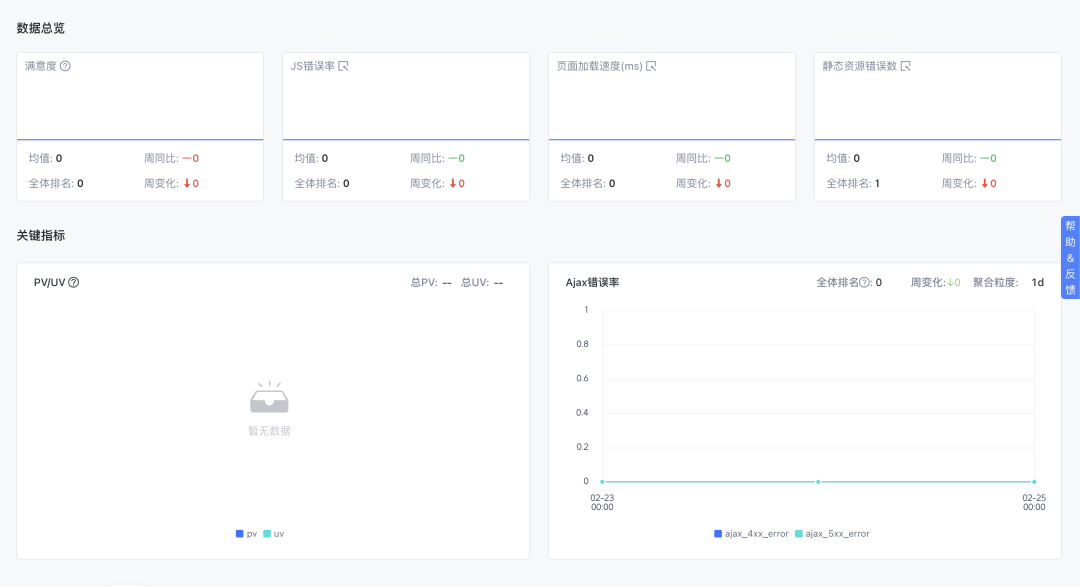 数据总览
满意度
JS错误率
页面加载速度(ms)
静态资源错误数
均值: 0 周同比: 一0
全体排名: 0 周变化: 0
均值: 0 周同比: 一0
全体排名: 0 周变化: 0
均值: 0 周同比: 一0
全体排名: 0 周变化: 0
均值: 0 周同比: 一0
全体排名: 1 周变化: 0
关键指标
PV/UV 总PV: -- 总UV: --
暂无数据
pv uv
Ajax错误率 全体排名: 0 周变化:0 聚合粒度: 1d
1
0.8
0.6
0.4
0.2
0
02-23
00:00
02-25
00:00
ajax_4xx_error ajax_5xx_error
帮
助
&
反
馈